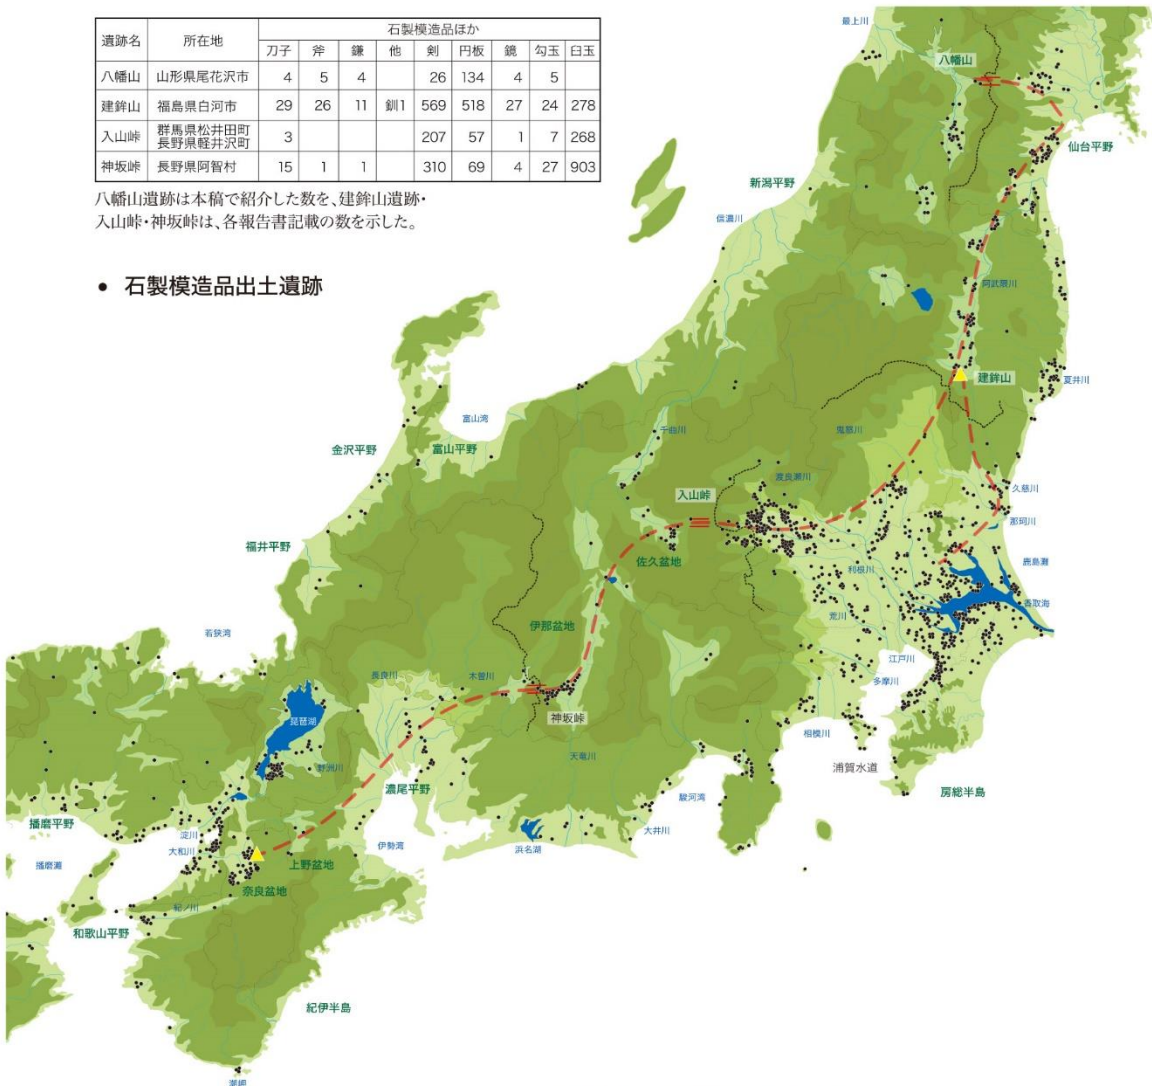 遺跡名 所在地 石製模造品ほか
刀子 斧 鎌 他 剣 円板 鏡 勾玉 臼玉
八幡山 山形県尾花沢市 4 5 4 26 134 4 5
建鉾山 福島県白河市 29 26 11 釧1 569 518 27 24 278
入山峠 群馬県松井田町 長野県軽井沢町 3 207 57 1 7 268
神坂峠 長野県阿智村 15 1 1 310 69 4 27 903
八幡山遺跡は本稿で紹介した数を、建鉾山遺跡・
入山峠・神坂峠は、各報告書記載の数を示した。
● 石製模造品出土遺跡
最上川
八幡山
仙台平野
新潟平野
信濃川
阿武隈川
建鉾山
夏井川
富山湾
千曲川
鬼怒川
金沢平野
富山平野
渡良瀬川
久慈川
入山峠
那珂川
福井平野
佐久盆地
利根川
鹿島灘
香取海
荒川
伊那盆地
若狭湾
江戸川
長良川
木曽川
多摩川
琵琶湖
神坂峠
相模川
野洲川
天竜川
浦賀水道
濃尾平野
駿河湾
房総半島
播磨平野
淀川
大井川
大和川
伊勢湾
浜名湖
播磨灘
上野盆地
奈良盆地
紀ノ川
和歌山平野
紀伊半島
潮岬